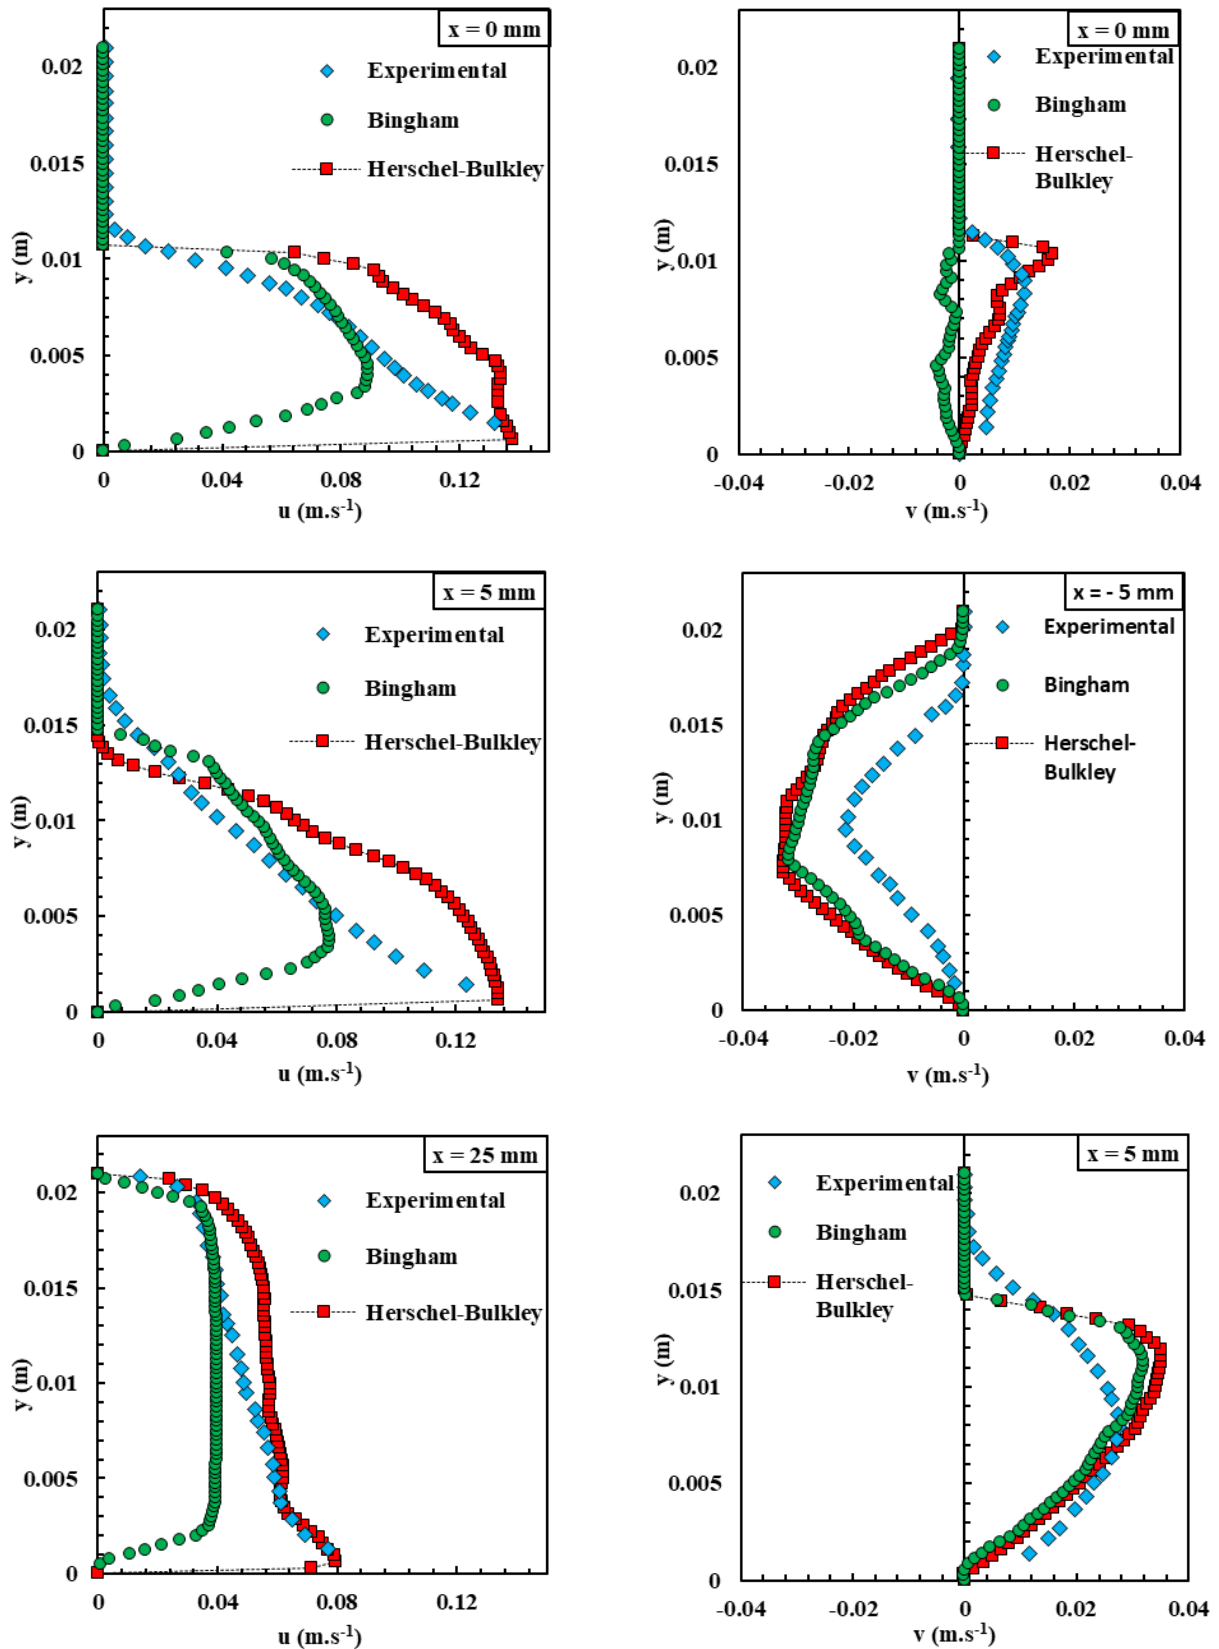 x = 0 mm
Experimental
Bingham
Herschel-Bulkley
0.02
0.015
0.01
0.005
0
y (m)
0
0.04
0.08
0.12
u (m.s-1)
x = 0 mm
Experimental
Bingham
Herschel-
Bulkley
0.02
0.015
0.01
0.005
0
y (m)
-0.04
-0.02
0
0.02
0.04
v (m.s-1)
x = 5 mm
Experimental
Bingham
Herschel-Bulkley
0.02
0.015
0.01
0.005
0
y (m)
0
0.04
0.08
0.12
u (m.s-1)
x = - 5 mm
Experimental
Bingham
Herschel-
Bulkley
0.02
0.015
0.01
0.005
0
y (m)
-0.04
-0.02
0
0.02
0.04
v (m.s-1)
x = 25 mm
Experimental
Bingham
Herschel-Bulkley
0.02
0.015
0.01
0.005
0
y (m)
0
0.04
0.08
0.12
u (m.s-1)
x = 5 mm
Experimental
Bingham
Herschel-
Bulkley
0.02
0.015
0.01
0.005
0
y (m)
-0.04
-0.02
0
0.02
0.04
v (m.s-1)